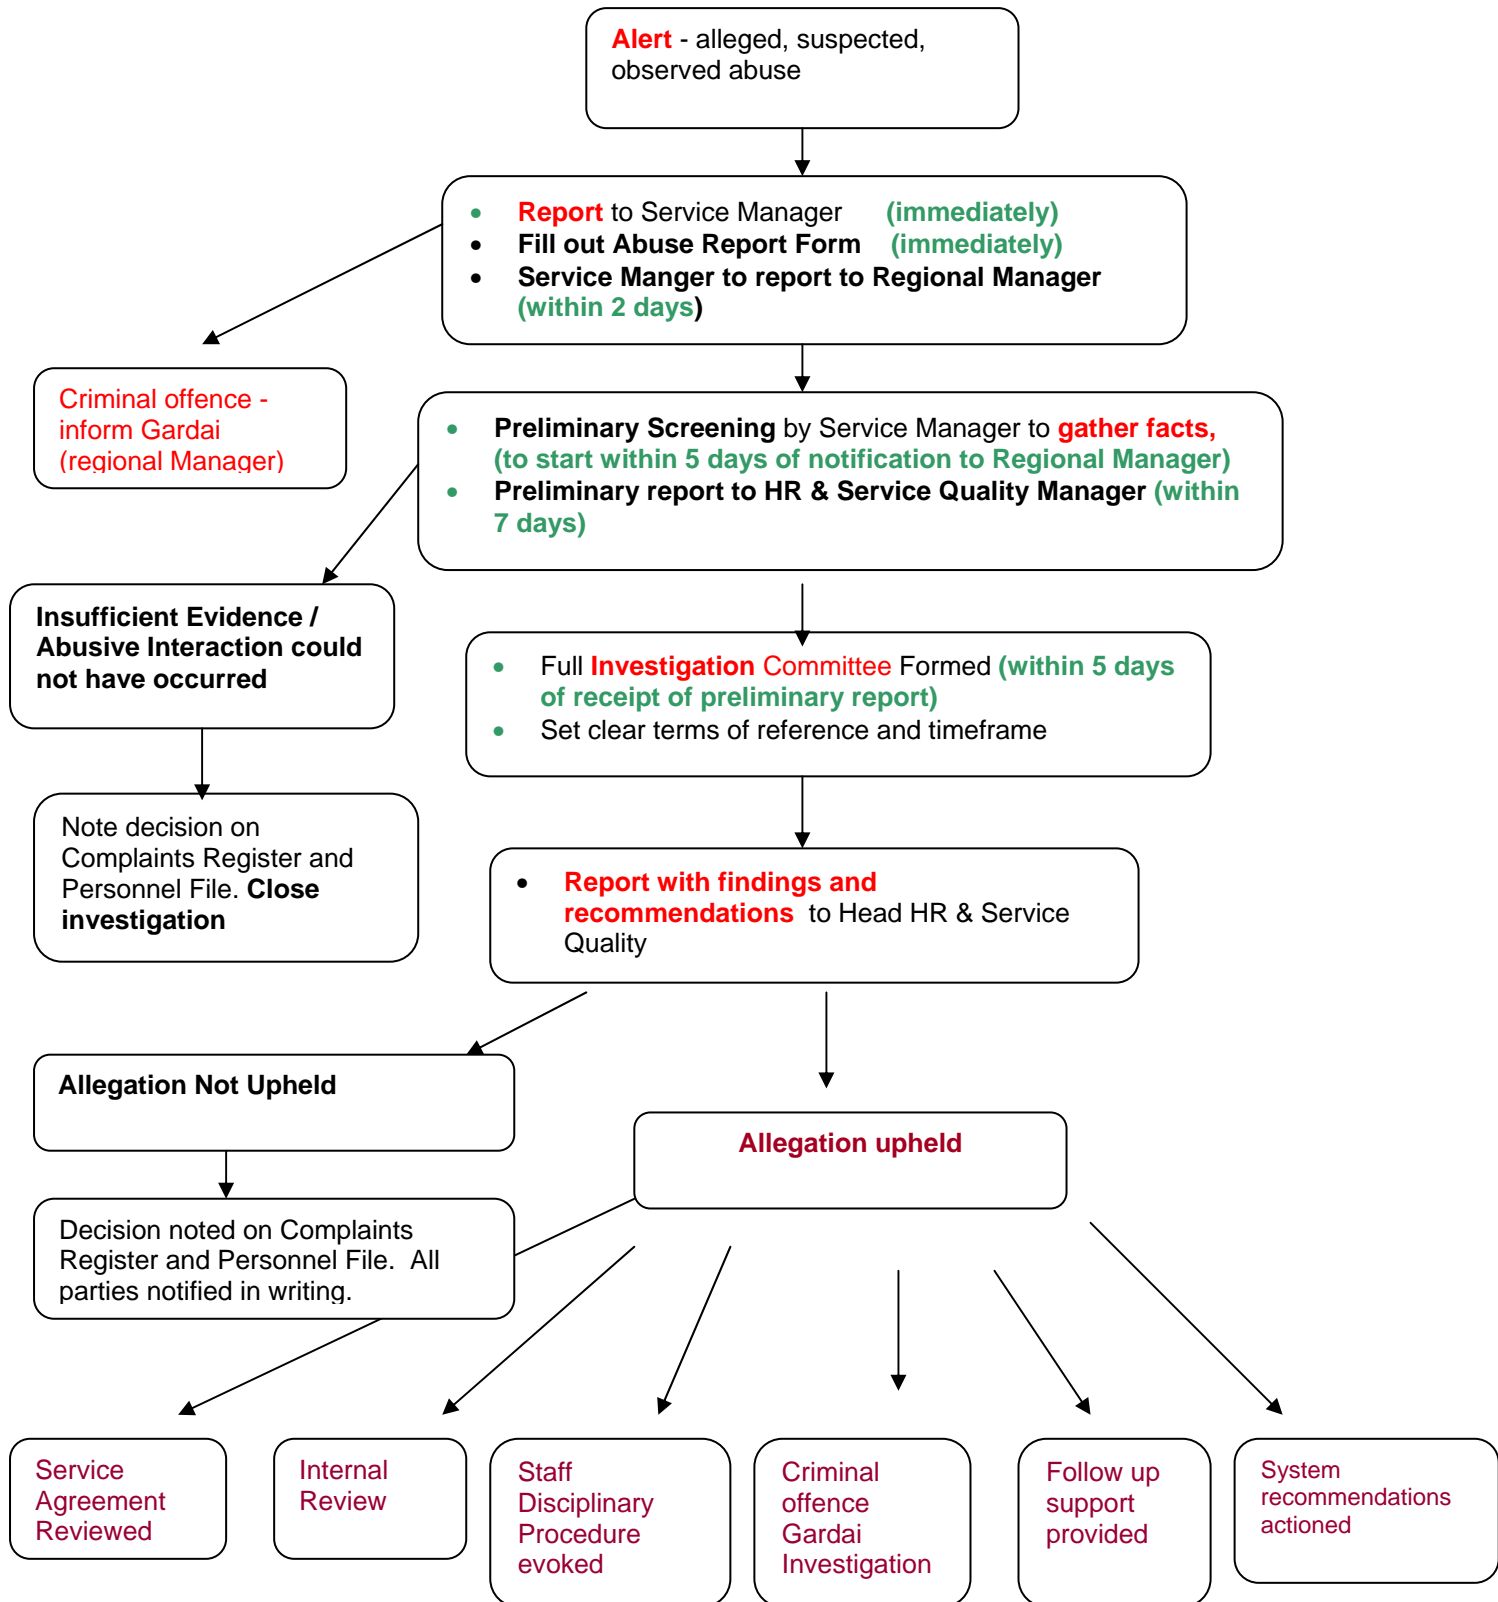 Alert - alleged, suspected,
observed abuse
• Report to Service Manager (immediately)
• Fill out Abuse Report Form (immediately)
• Service Manger to report to Regional Manager
(within 2 days)
Criminal offence -
inform Gardai
(regional Manager)
• Preliminary Screening by Service Manager to gather facts,
(to start within 5 days of notification to Regional Manager)
• Preliminary report to HR & Service Quality Manager (within
7 days)
Insufficient Evidence /
Abusive Interaction could
not have occurred
• Full Investigation Committee Formed (within 5 days
of receipt of preliminary report)
• Set clear terms of reference and timeframe
Note decision on
Complaints Register and
Personnel File. Close
investigation
• Report with findings and
recommendations to Head HR & Service
Quality
Allegation Not Upheld
Allegation upheld
Decision noted on Complaints
Register and Personnel File. All
parties notified in writing.
Service
Agreement
Reviewed
Internal
Review
Staff
Disciplinary
Procedure
evoked
Criminal
offence
Gardai
Investigation
Follow up
support
provided
System
recommendations
actioned